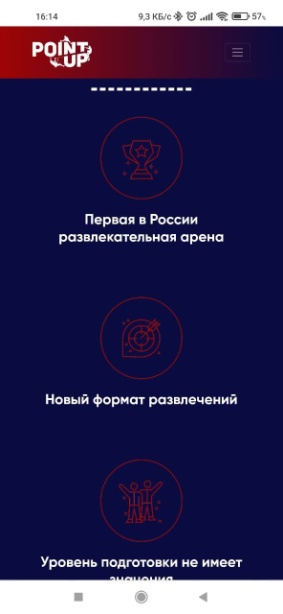 16:14 9,3 КБ/с 57%
POINT
UP
Первая в России
развлекательная арена
Новый формат развлечений
Уровень подготовки не имеет
значения